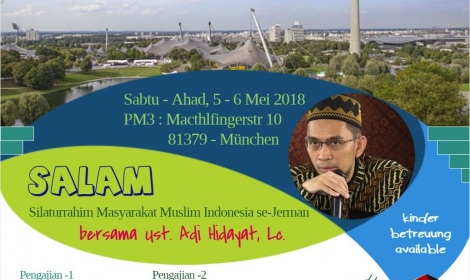 Sabtu - Ahad, 5 - 6 Mei 2018
PM3 : Macthlfingerstr 10
81379 - München
SALAM
Silaturrahim Masyarakat Muslim Indonesia se-Jerman
bersama Ust. Adi Hidayat, Lc.
kinder
betreuung
available
Pengajian -1
Pengajian -2